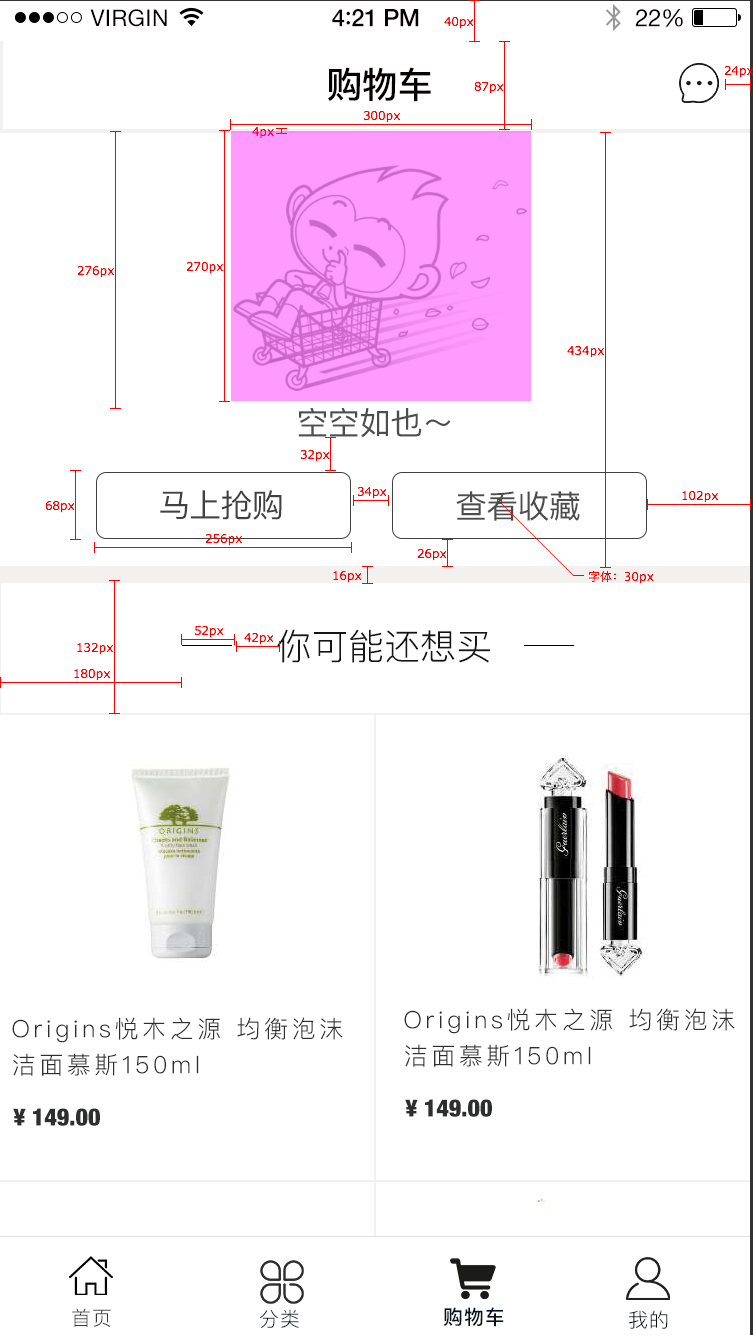 VIRGIN 4:21 PM 22%
40px
购物车
24px
87px
300px
4px
276px
270px
434px
空空如也～
32px
马上抢购
查看收藏
68px
34px
102px
256px
26px
16px
字体：30px
52px
42px
你可能还想买
132px
180px
ORIGINS
Checks and Balances
Guerlain
Guerlain
Origins悦木之源 均衡泡沫
洁面慕斯150ml
¥ 149.00
Origins悦木之源 均衡泡沫
洁面慕斯150ml
¥ 149.00
首页
分类
购物车
我的